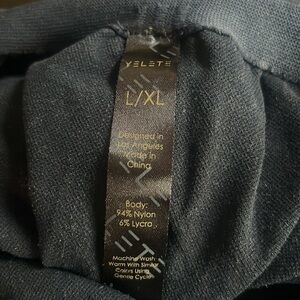 YELETE
L/XL
Designed in
Los Angeles
Made in
China
Body:
94% Nylon
6% Lycra
Machine Wash
Warm With Similar
Colors Using
Gentle Cycle